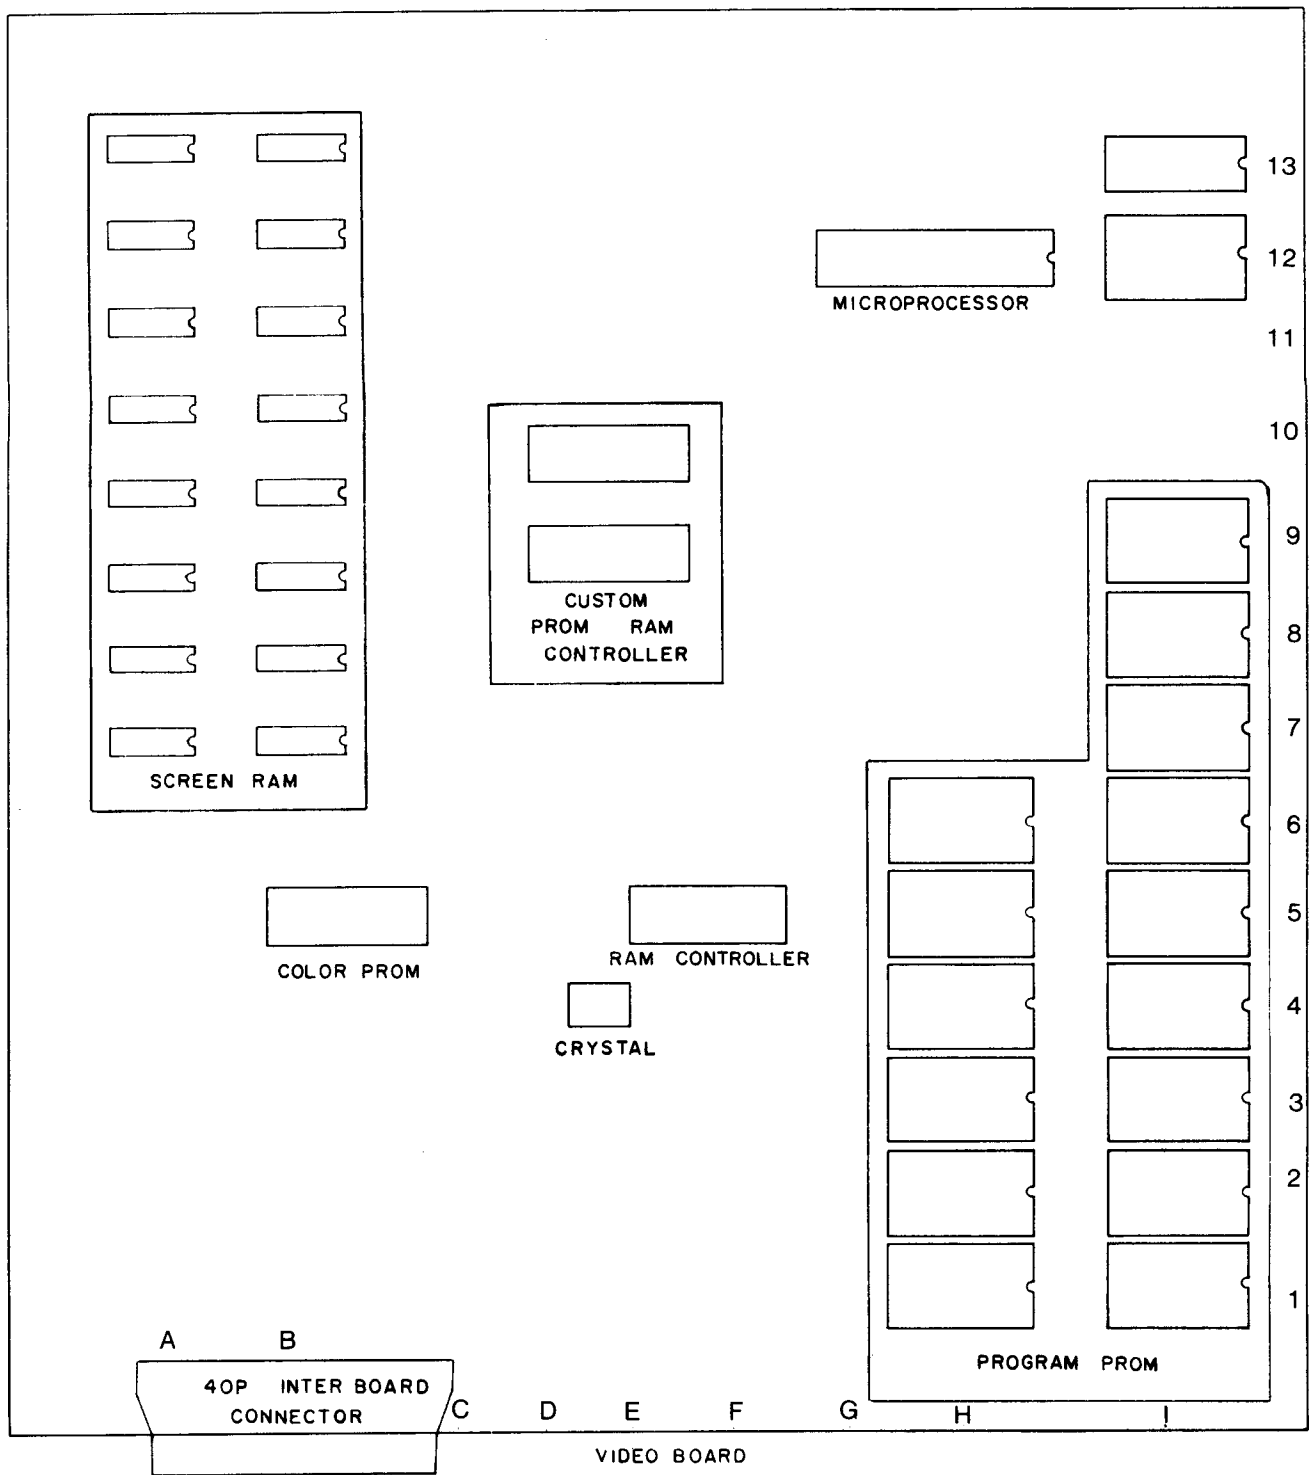 13
12
MICROPROCESSOR
11
10
9
CUSTOM
PROM RAM
CONTROLLER
8
7
SCREEN RAM
6
5
COLOR PROM
RAM CONTROLLER
4
CRYSTAL
3
2
1
A B
PROGRAM PROM
40P INTER BOARD
CONNECTOR
C D E F G H I
VIDEO BOARD